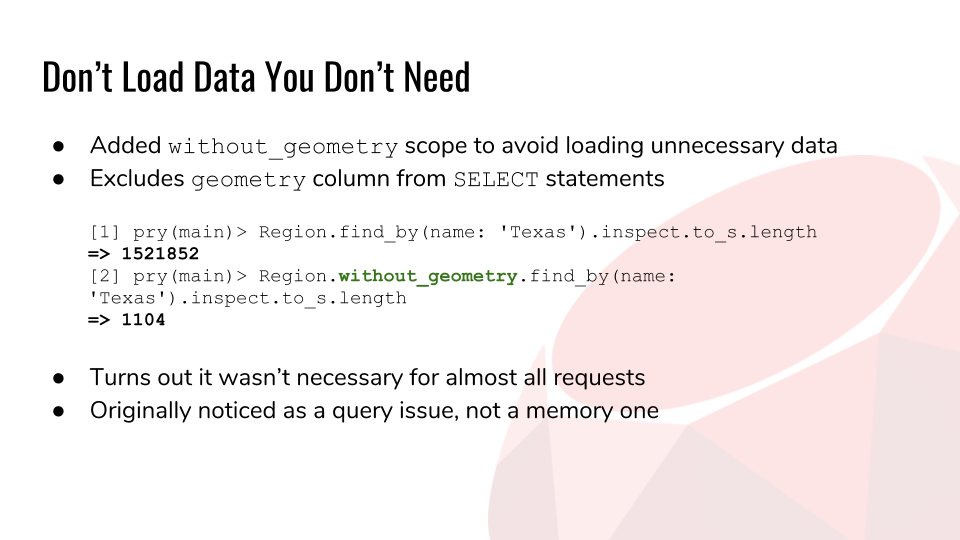 Don’t Load Data You Don’t Need
● Added without_geometry scope to avoid loading unnecessary data
● Excludes geometry column from SELECT statements
[1] pry(main)> Region.find_by(name: 'Texas').inspect.to_s.length
=> 1521852
[2] pry(main)> Region.without_geometry.find_by(name:
'Texas').inspect.to_s.length
=> 1104
● Turns out it wasn’t necessary for almost all requests
● Originally noticed as a query issue, not a memory one